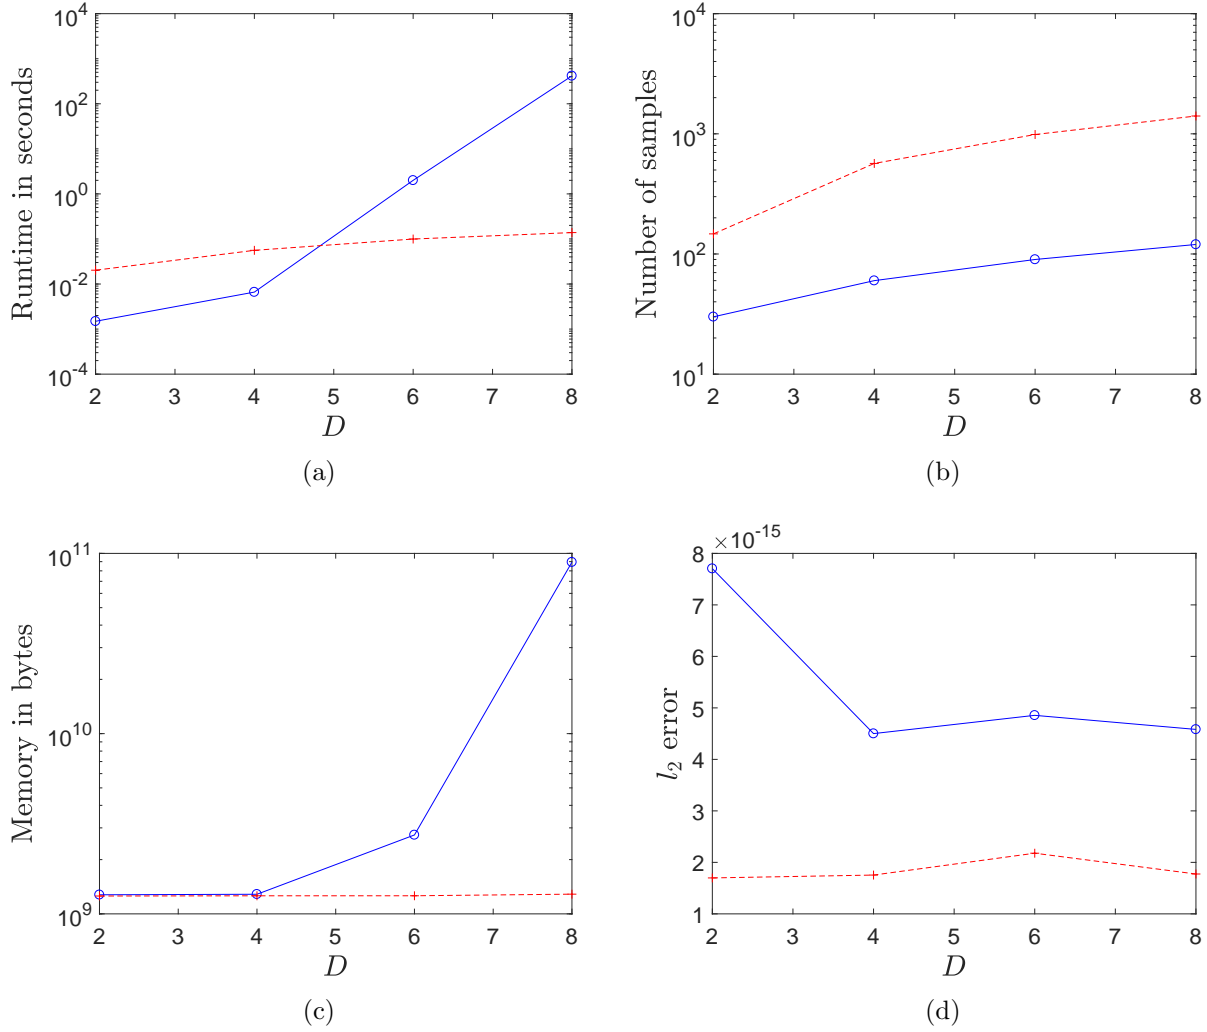 10^4
10^2
10^0
10^-2
10^-4
Runtime in seconds
2 3 4 5 6 7 8
D
(a)
10^4
10^3
10^2
10^1
Number of samples
2 3 4 5 6 7 8
D
(b)
10^11
10^10
10^9
Memory in bytes
2 3 4 5 6 7 8
D
(c)
×10^-15
8
7
6
5
4
3
2
1
l_2 error
2 3 4 5 6 7 8
D
(d)